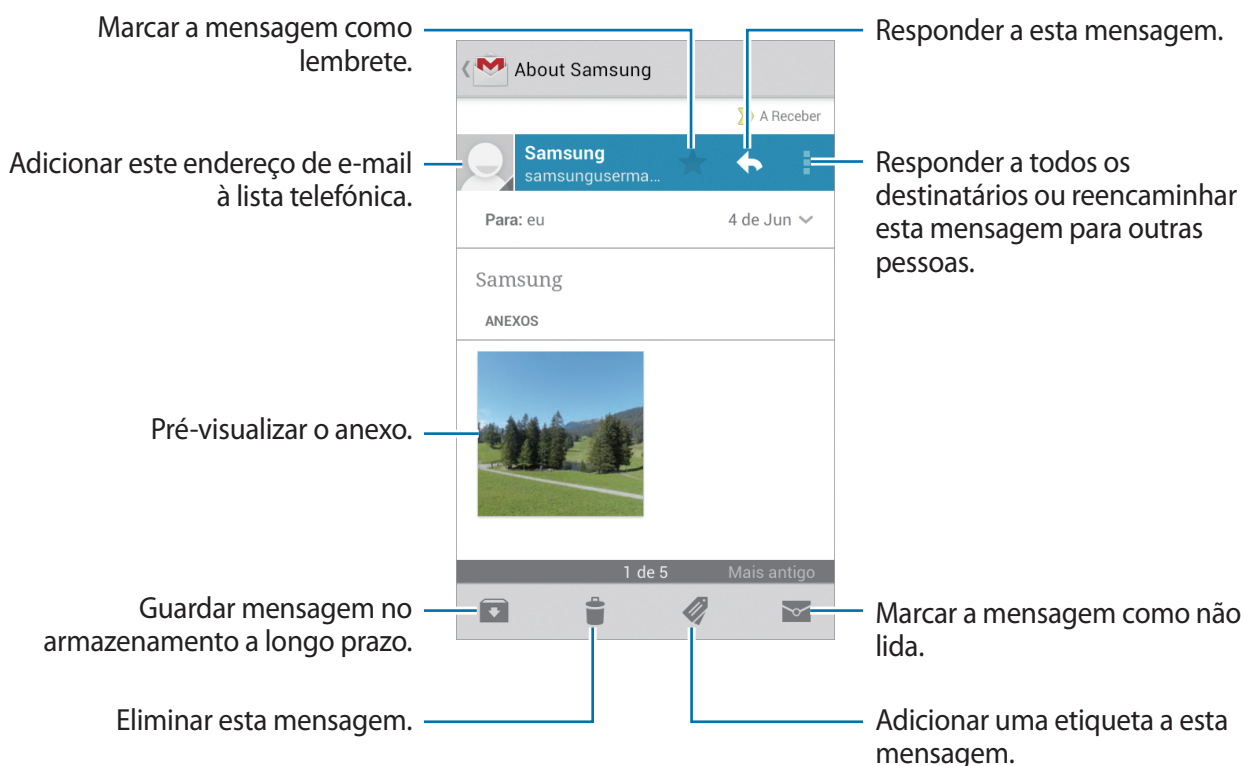 Marcar a mensagem como
lembrete.
Responder a esta mensagem.
About Samsung
A Receber
Adicionar este endereço de e-mail
à lista telefónica.
Samsung
samsunguserma...
Responder a todos os
destinatários ou reencaminhar
esta mensagem para outras
pessoas.
Para: eu
4 de Jun
Samsung
ANEXOS
Pré-visualizar o anexo.
1 de 5
Mais antigo
Guardar mensagem no
armazenamento a longo prazo.
Marcar a mensagem como não
lida.
Eliminar esta mensagem.
Adicionar uma etiqueta a esta
mensagem.